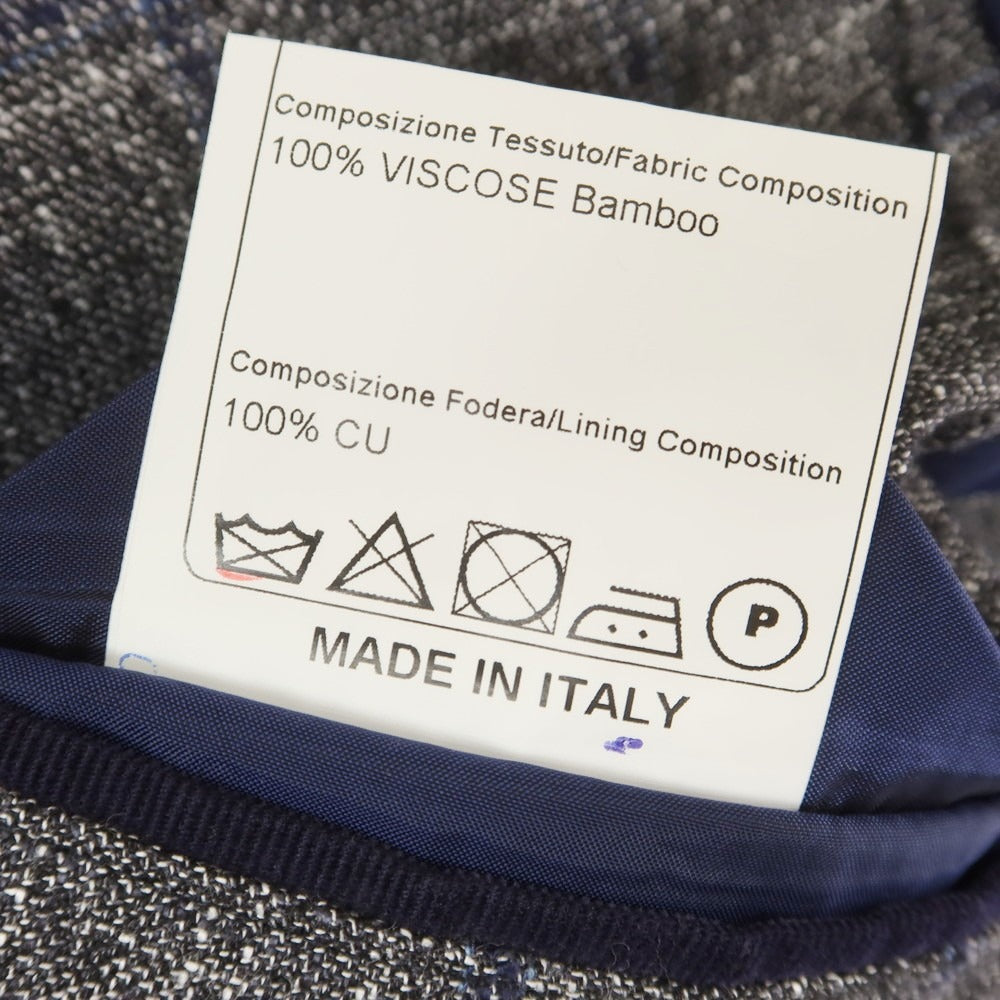 Composizione Tessuto/Fabric Composition
100% VISCOSE Bamboo
Composizione Fodera/Lining Composition
100% CU
P
MADE IN ITALY